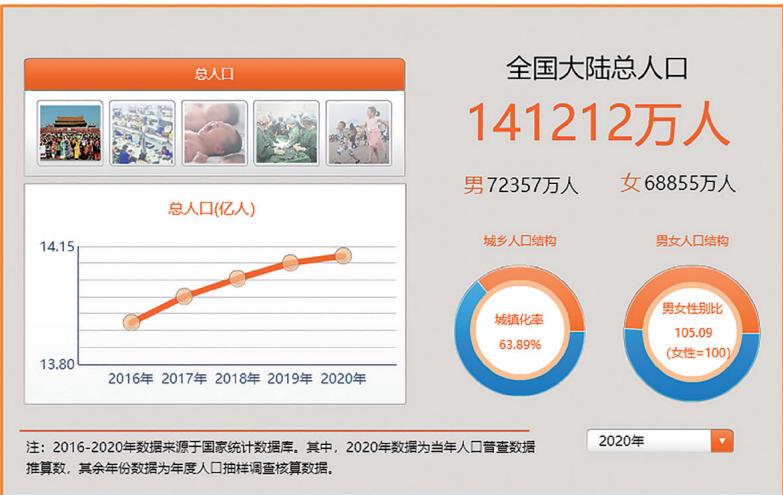 总人口
全国大陆总人口
141212万人
男72357万人 女68855万人
总人口(亿人)
14.15
13.80
2016年 2017年 2018年 2019年 2020年
城乡人口结构
城镇化率
63.89%
男女人口结构
男女性别比
105.09
(女性=100)
2020年
注：2016-2020年数据来源于国家统计数据库。其中，2020年数据为当年人口普查数据
推算数，其余年份数据为年度人口抽样调查核算数据。